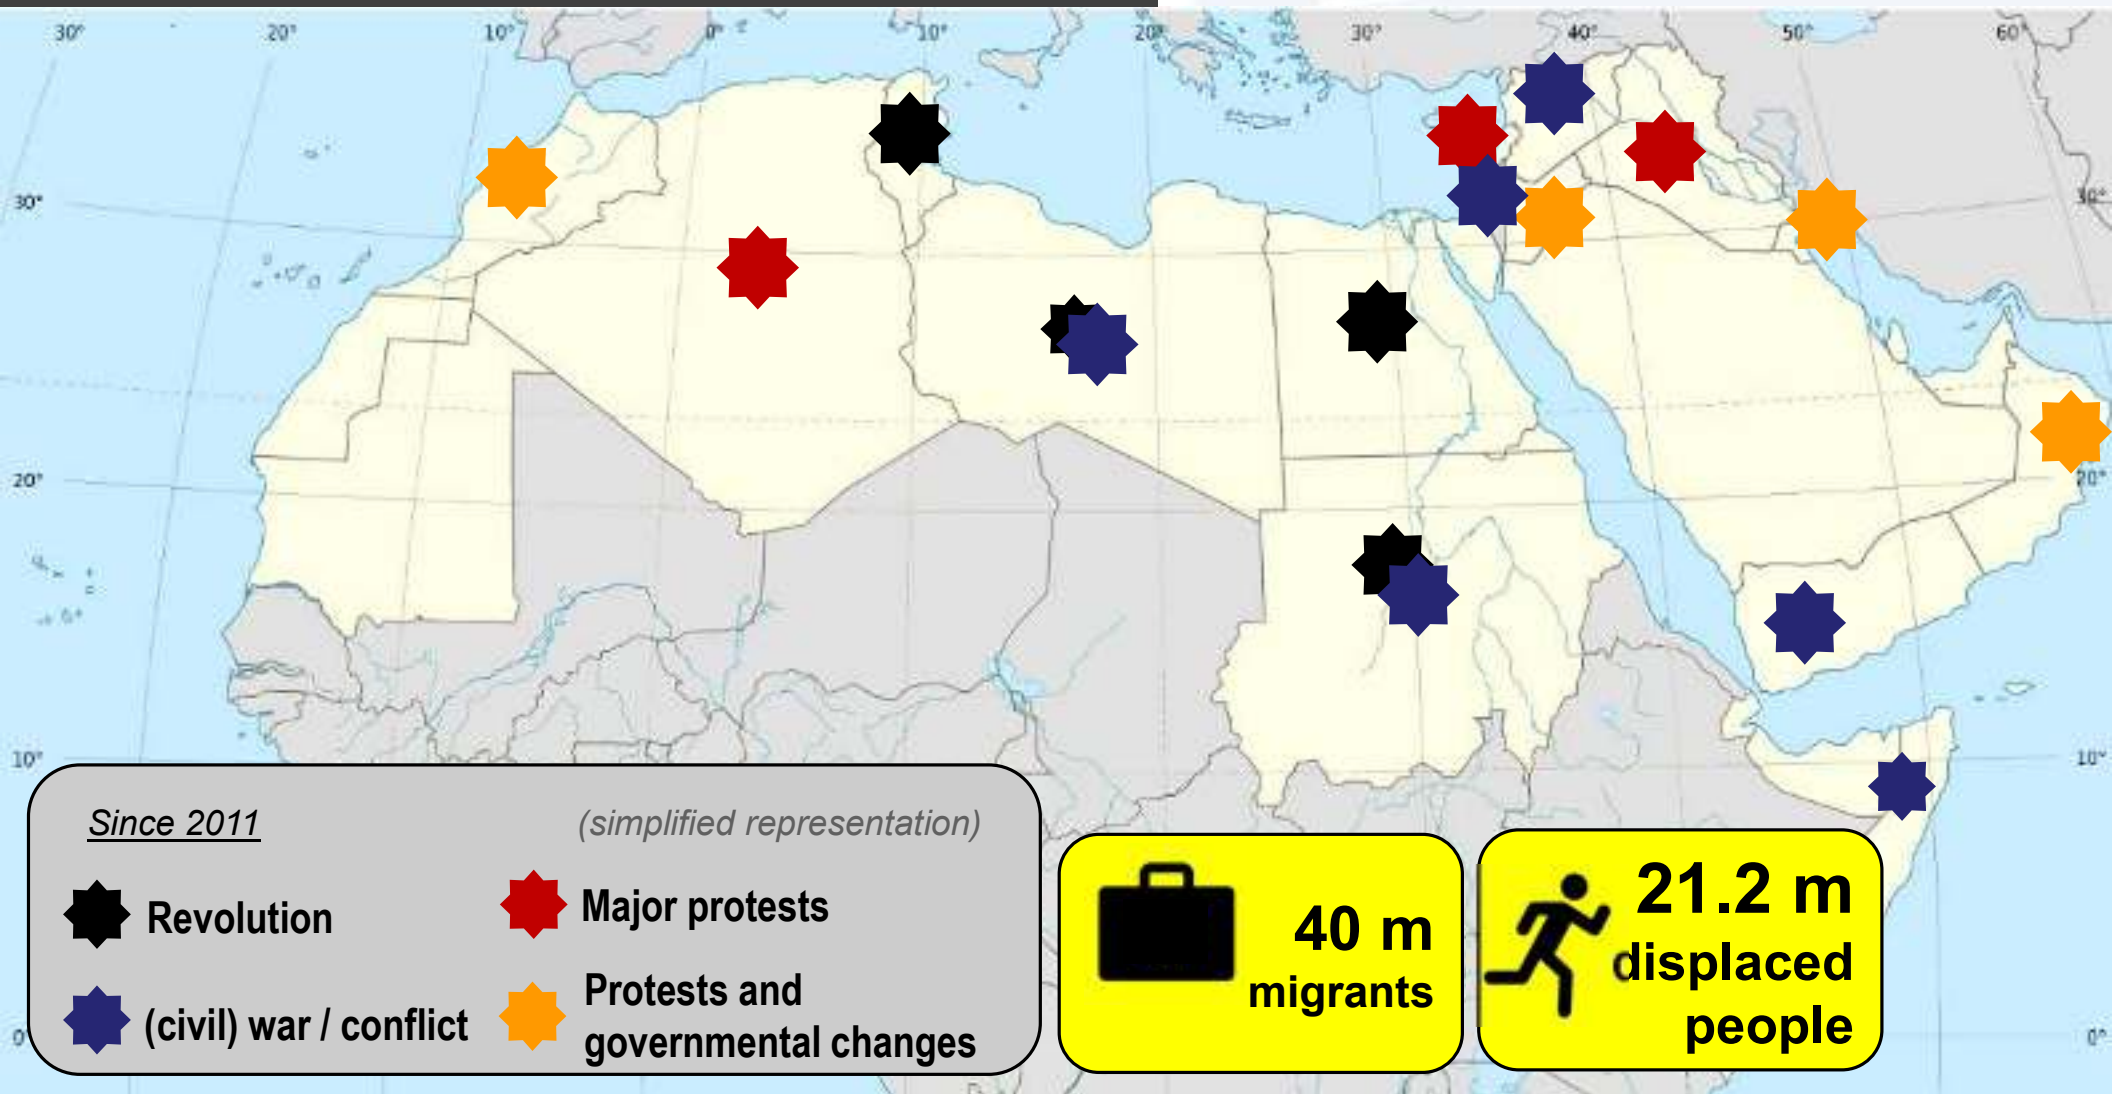 30° 20° 10° 0° 10° 20° 30° 40° 50° 60°
30° 30°
20° 20°
10° 10°
Since 2011 (simplified representation)
Revolution
Major protests
(civil) war / conflict
Protests and
governmental changes
40 m
migrants
21.2 m
displaced
people
0° 0°